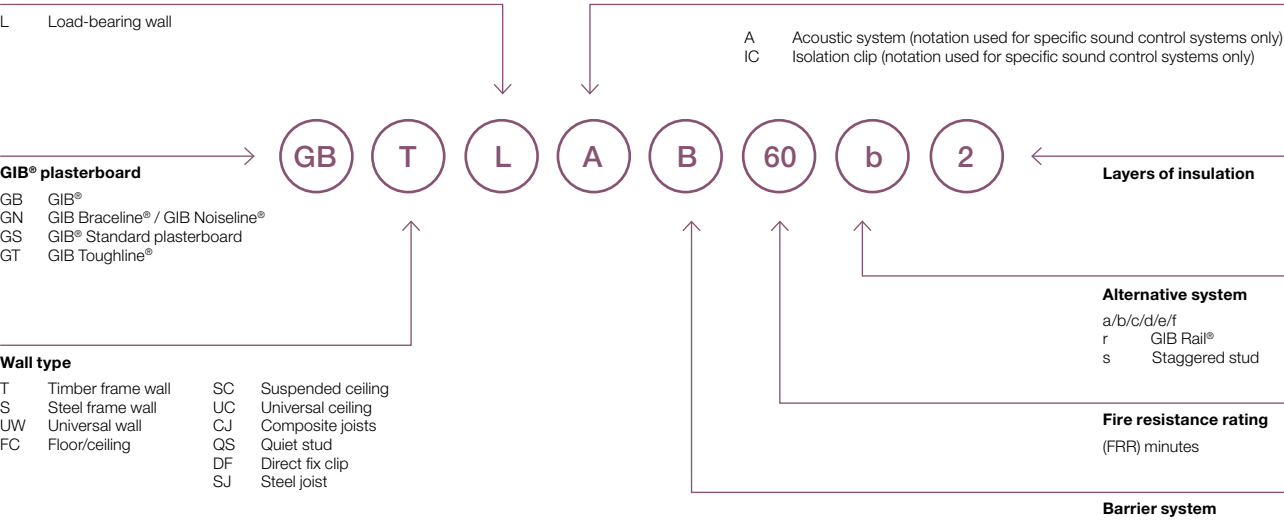 L Load-bearing wall
A Acoustic system (notation used for specific sound control systems only)
IC Isolation clip (notation used for specific sound control systems only)
GB T L A B 60 b 2
GIB® plasterboard
GB GIB®
GN GIB Braceline® / GIB Noiseline®
GS GIB® Standard plasterboard
GT GIB Toughline®
Layers of insulation
Alternative system
a/b/c/d/e/f
r GIB Rail®
s Staggered stud
Wall type
T Timber frame wall SC Suspended ceiling
S Steel frame wall UC Universal ceiling
UW Universal wall CJ Composite joists
FC Floor/ceiling QS Quiet stud
DF Direct fix clip
SJ Steel joist
Fire resistance rating
(FRR) minutes
Barrier system